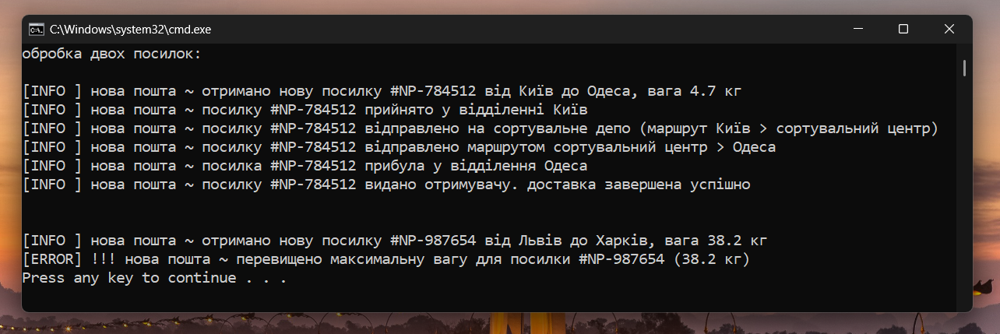 C:\Windows\system32\cmd.exe
обробка двох посилок:
[INFO ] нова пошта ~ отримано нову посилку #NP-784512 від Київ до Одеса, вага 4.7 кг
[INFO ] нова пошта ~ посилку #NP-784512 прийнято у відділенні Київ
[INFO ] нова пошта ~ посилку #NP-784512 відправлено на сортувальне депо (маршрут Київ > сортувальний центр)
[INFO ] нова пошта ~ посилку #NP-784512 відправлено маршрутом сортувальний центр > Одеса
[INFO ] нова пошта ~ посилка #NP-784512 прибула у відділення Одеса
[INFO ] нова пошта ~ посилку #NP-784512 видано отримувачу. доставка завершена успішно
[INFO ] нова пошта ~ отримано нову посилку #NP-987654 від Львів до Харків, вага 38.2 кг
[ERROR] !!! нова пошта ~ перевищено максимальну вагу для посилки #NP-987654 (38.2 кг)
Press any key to continue . . .